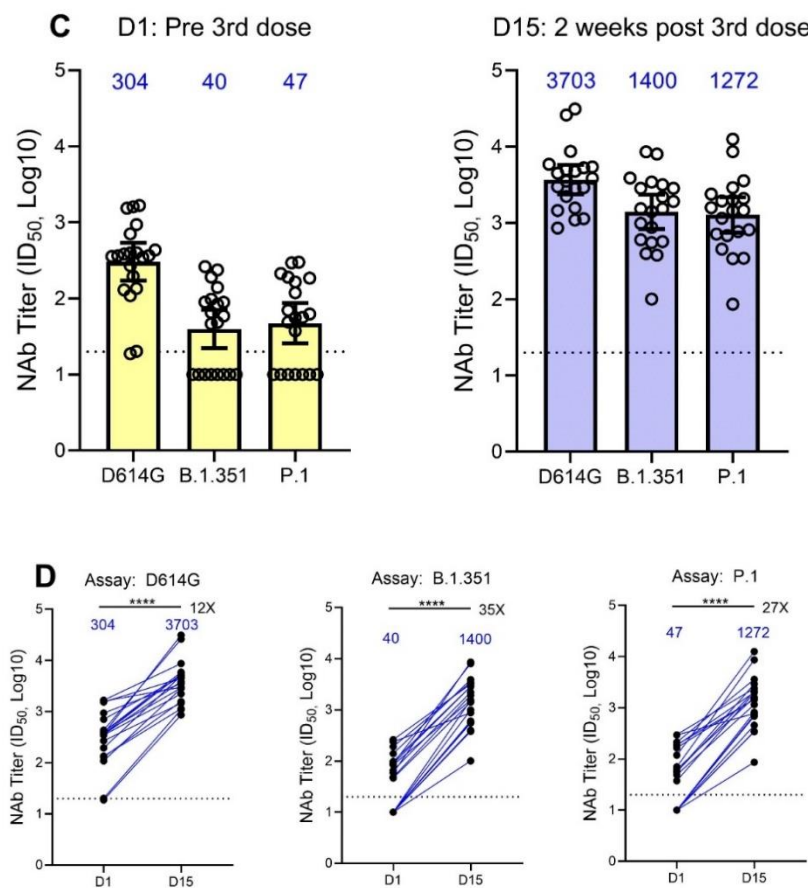 C D1: Pre 3rd dose
D15: 2 weeks post 3rd dose
NAb Titer (ID50, Log10)
5
4
3
2
1
0
304 40 47
D614G B.1.351 P.1
NAb Titer (ID50, Log10)
5
4
3
2
1
0
3703 1400 1272
D614G B.1.351 P.1
D
Assay: D614G
**** 12X
304 3703
NAb Titer (ID50, Log10)
5
4
3
2
1
0
D1 D15
Assay: B.1.351
**** 35X
40 1400
NAb Titer (ID50, Log10)
5
4
3
2
1
0
D1 D15
Assay: P.1
**** 27X
47 1272
NAb Titer (ID50, Log10)
5
4
3
2
1
0
D1 D15